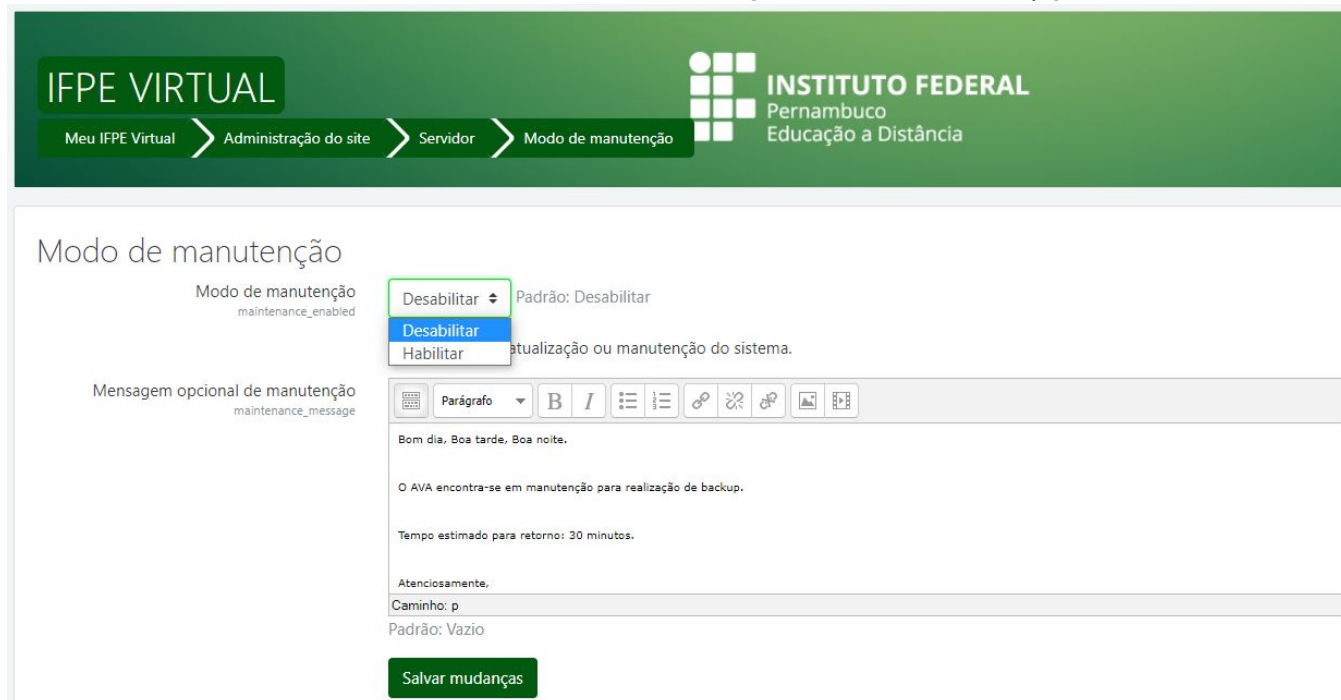 IFPE VIRTUAL
Meu IFPE Virtual Administração do site Servidor Modo de manutenção
INSTITUTO FEDERAL
Pernambuco
Educação a Distância
Modo de manutenção
Modo de manutenção
maintenance_enabled
Desabilitar Padrão: Desabilitar
Desabilitar
Habilitar
atualização ou manutenção do sistema.
Mensagem opcional de manutenção
maintenance_message
Parágrafo B I
Bom dia, Boa tarde, Boa noite.
O AVA encontra-se em manutenção para realização de backup.
Tempo estimado para retorno: 30 minutos.
Atenciosamente,
Caminho: p
Padrão: Vazio
Salvar mudanças